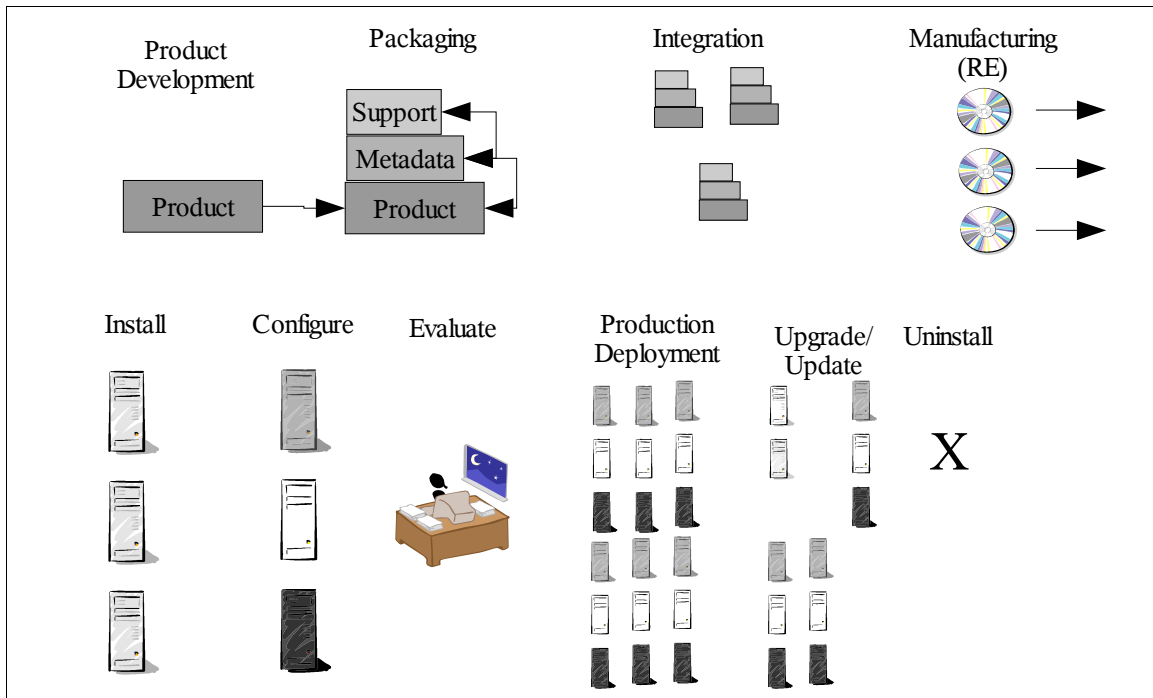 Product
Development
Packaging
Support
Metadata
Product
Product
Integration
Manufacturing
(RE)
Install
Configure
Evaluate
Production
Deployment
Upgrade/
Update
Uninstall
X